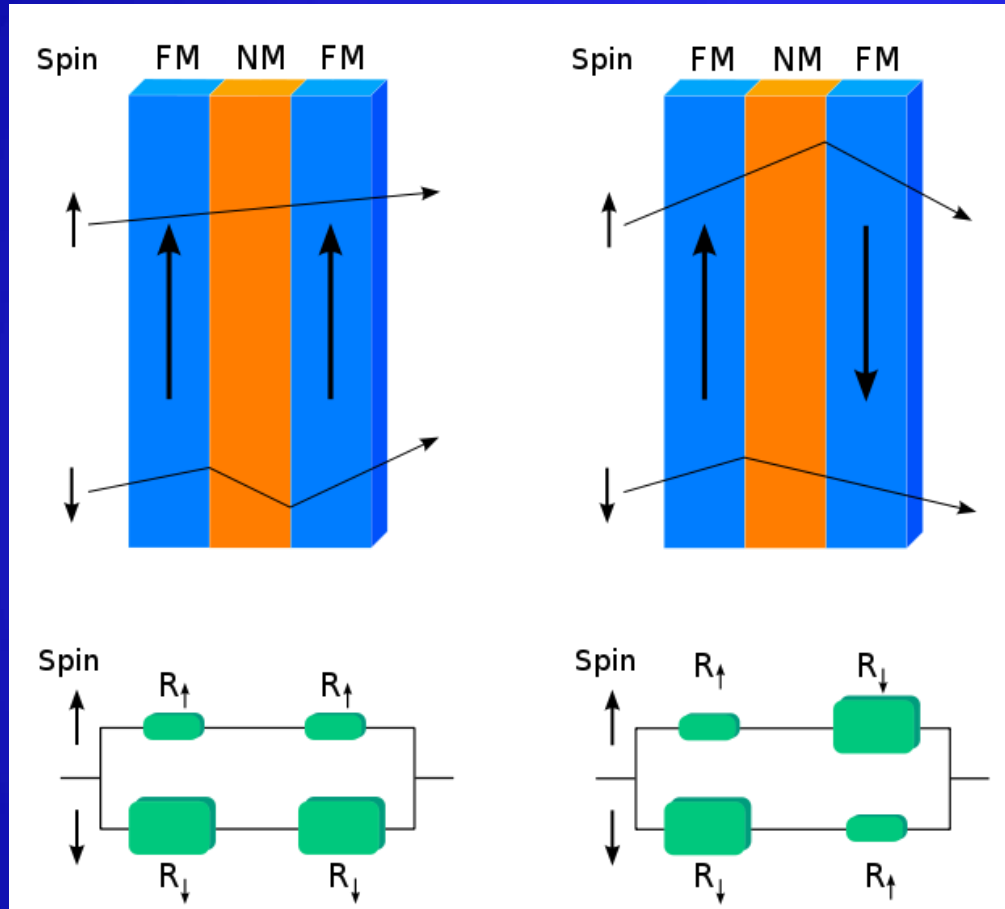 Spin FM NM FM
Spin FM NM FM
Spin
R↑ R↑
R↓ R↓
Spin
R↑ R↓
R↓ R↑